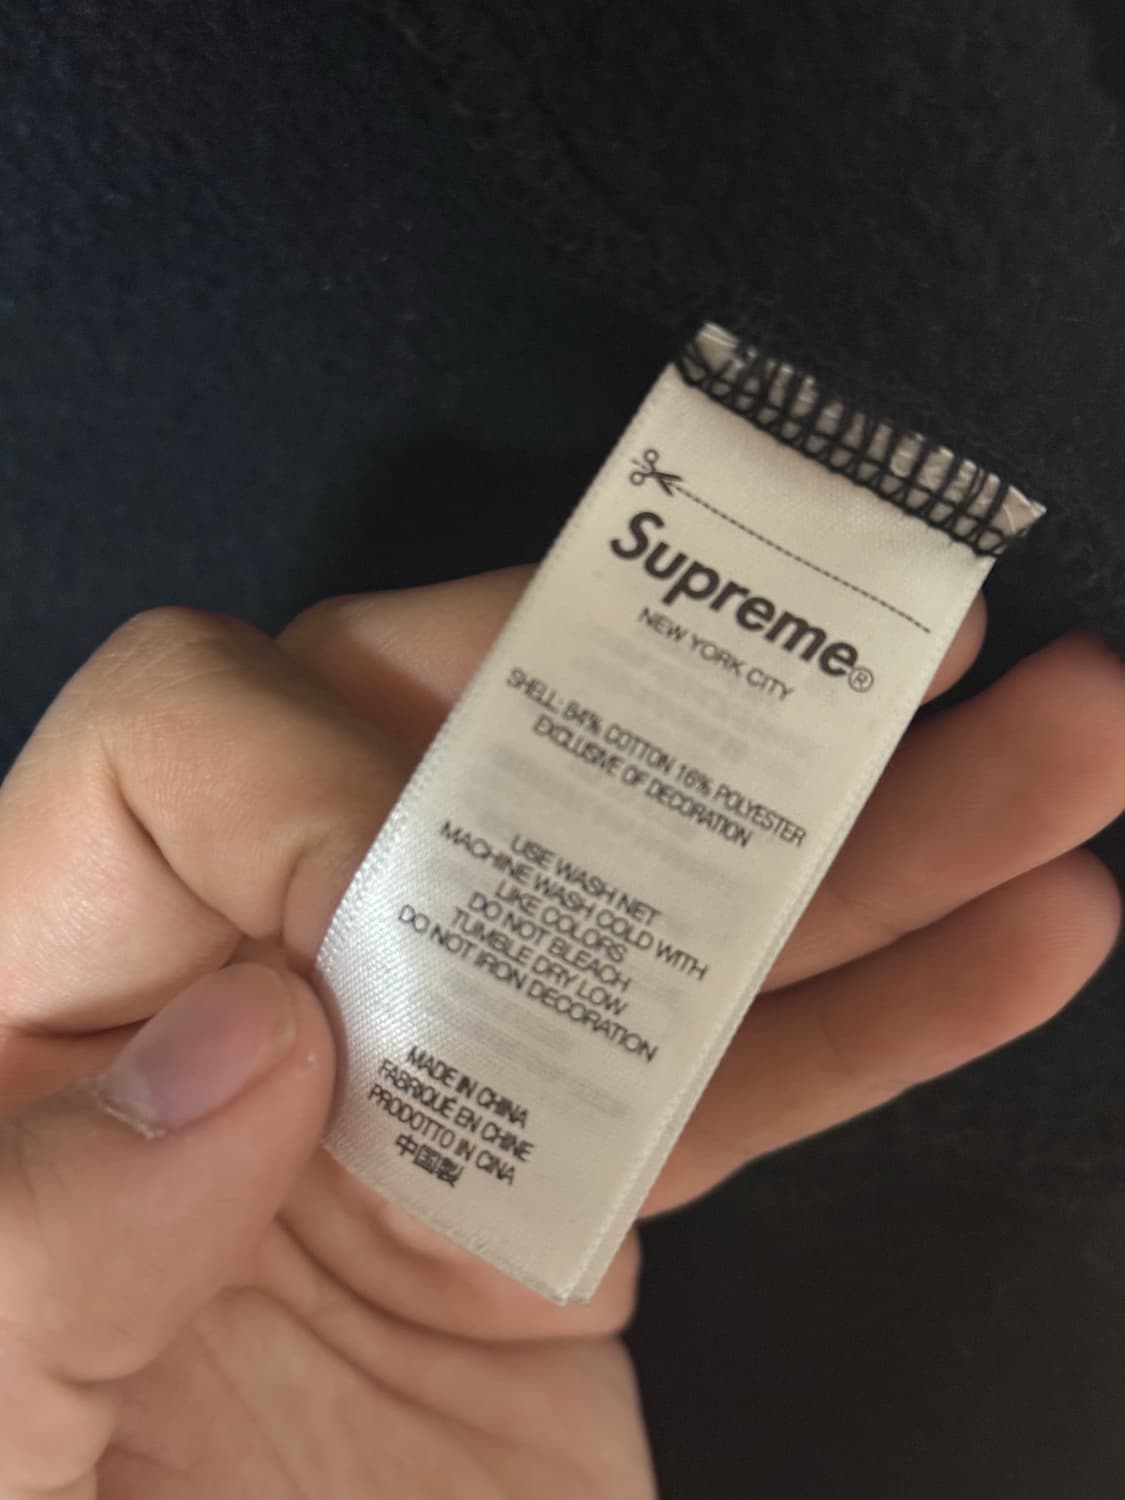 Supreme®
NEW YORK CITY
SHELL: 84% COTTON 16% POLYESTER
EXCLUSIVE OF DECORATION
USE WASH NET
MACHINE WASH COLD WITH
LIKE COLORS
DO NOT BLEACH
TUMBLE DRY LOW
DO NOT IRON DECORATION
MADE IN CHINA
FABRIQUÉ EN CHINE
PRODOTTO IN CINA
中国製